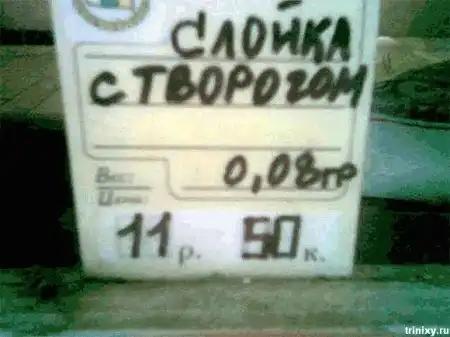 СЛОЙКА
С ТВОРОГОМ
Вес: 0,08гр
Цена:
11 р. 50 к.
trinixy.ru